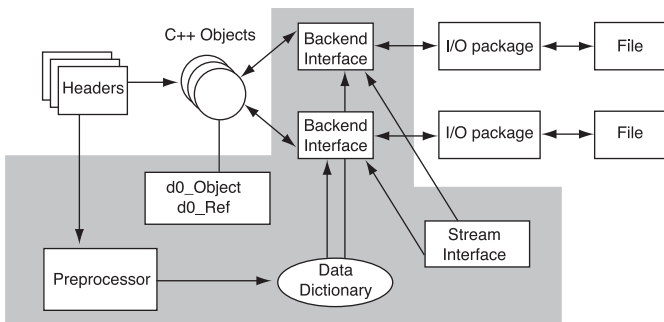 C++ Objects
Backend
Interface
I/O package
File
Headers
Backend
Interface
I/O package
File
d0_Object
d0_Ref
Stream
Interface
Preprocessor
Data
Dictionary